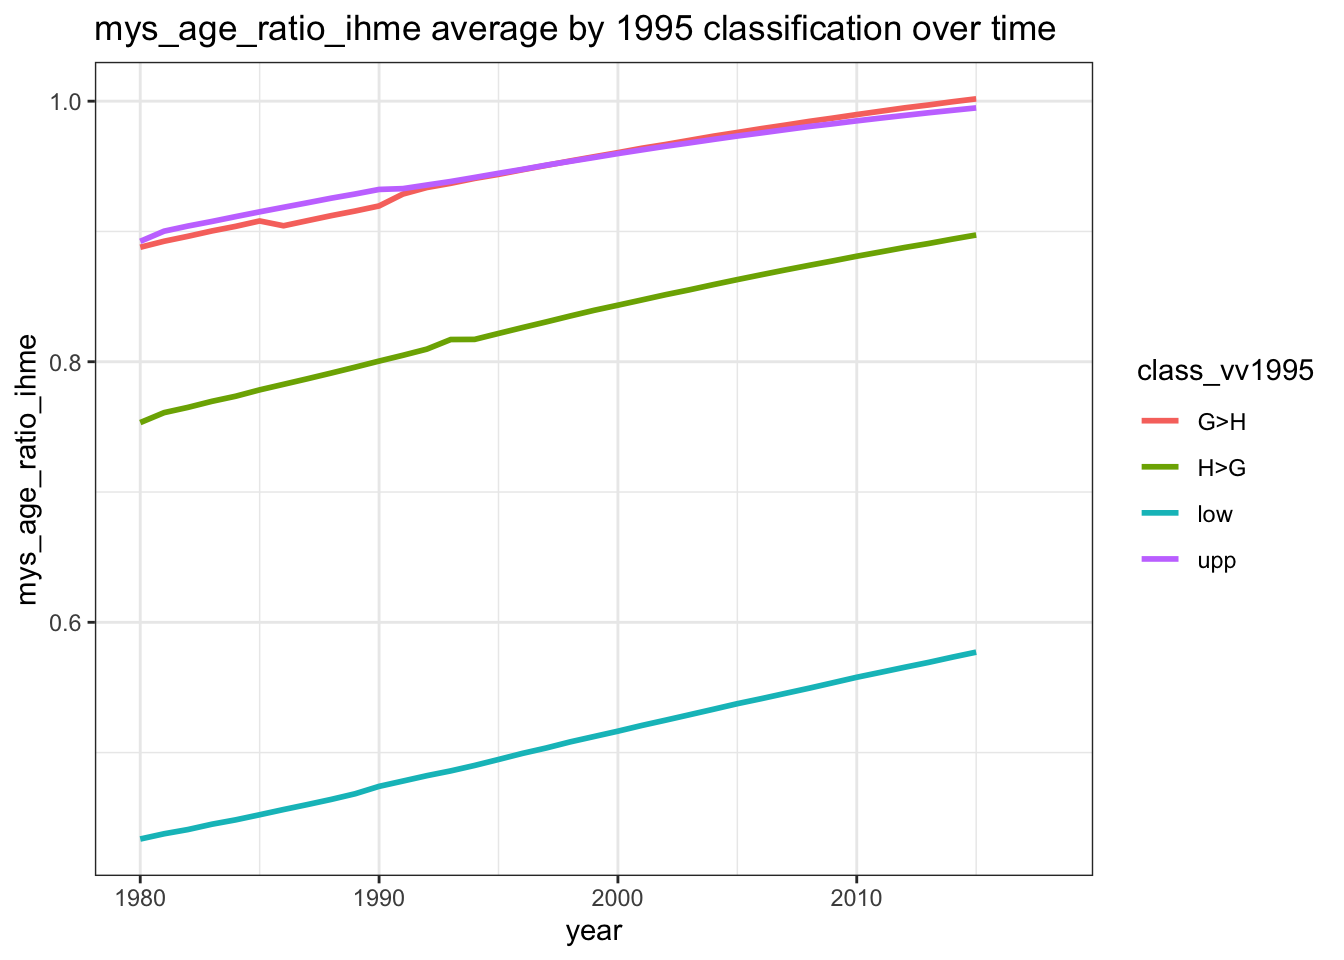 mys_age_ratio_ihme average by 1995 classification over time
mys_age_ratio_ihme
1.0
0.8
0.6
1980
1990
2000
2010
year
class_vv1995
G>H
H>G
low
upp